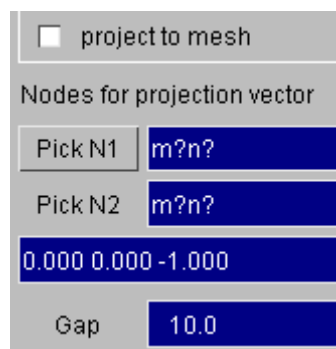 project to mesh
Nodes for projection vector
Pick N1 m?n?
Pick N2 m?n?
0.000 0.000 -1.000
Gap 10.0